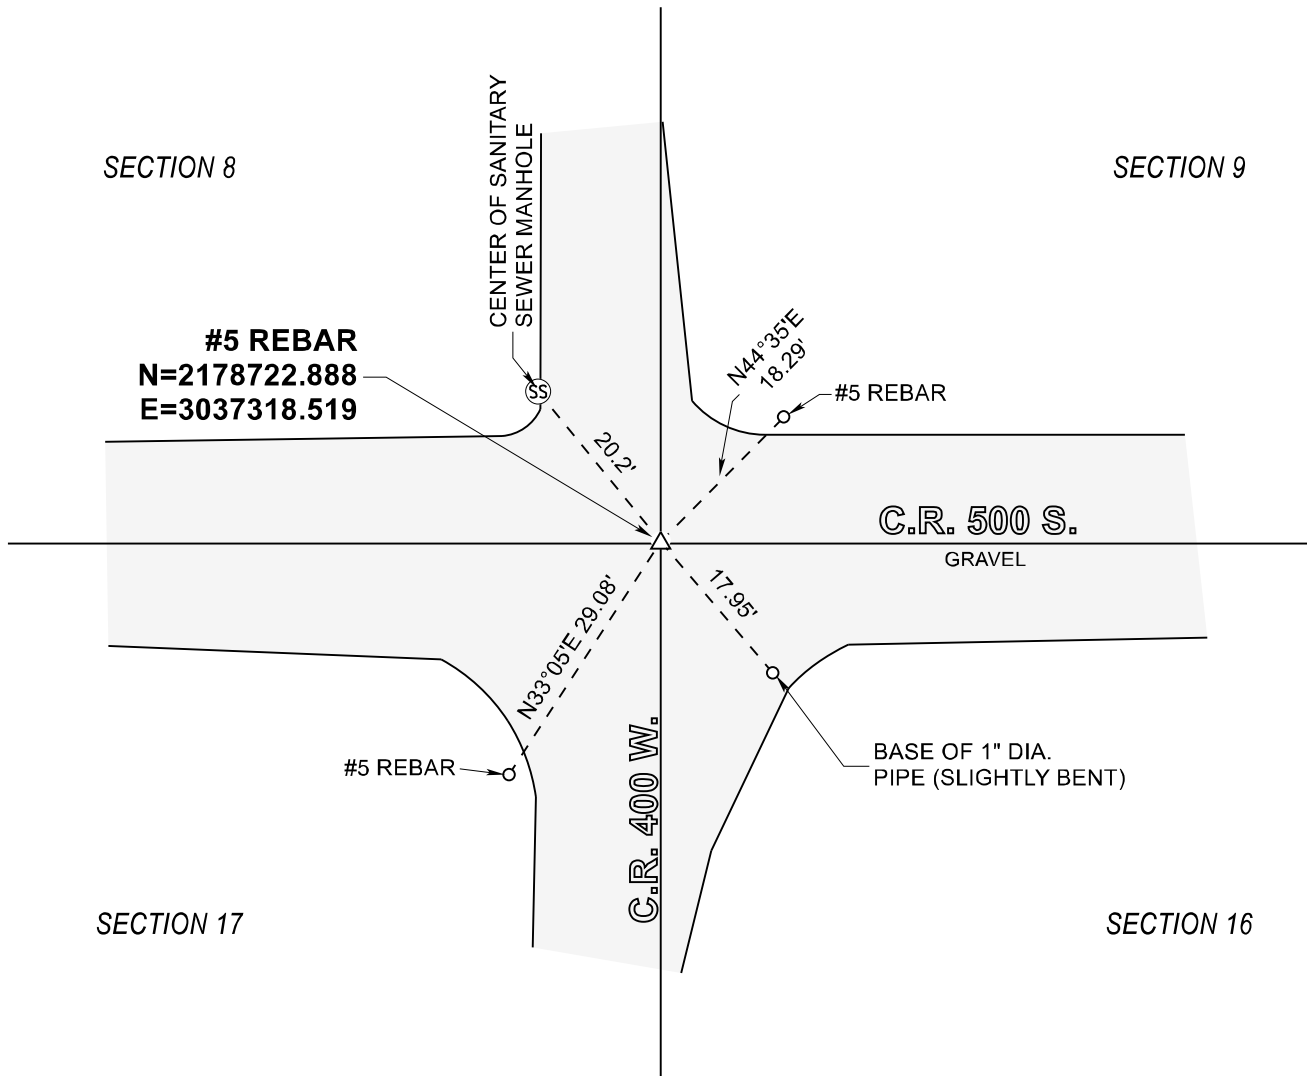 CENTER OF SANITARY
SEWER MANHOLE
SECTION 8
SECTION 9
#5 REBAR
N=2178722.888
E=3037318.519
SS
N44°35'E
18.29'
#5 REBAR
20.2'
C.R. 500 S.
GRAVEL
17.95'
N33°05'E 29.08'
#5 REBAR
C.R. 400 W.
BASE OF 1" DIA.
PIPE (SLIGHTLY BENT)
SECTION 17
SECTION 16